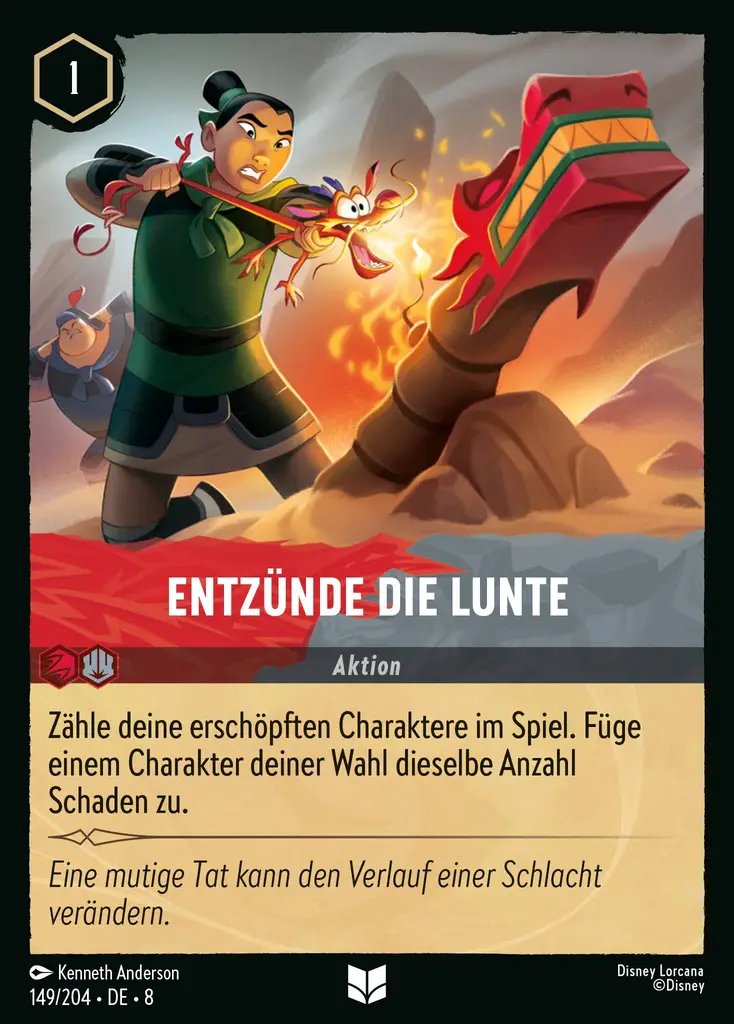 1
ENTZÜNDE DIE LUNTE
Aktion
Zähle deine erschöpften Charaktere im Spiel. Füge
einem Charakter deiner Wahl dieselbe Anzahl
Schaden zu.
Eine mutige Tat kann den Verlauf einer Schlacht
verändern.
Kenneth Anderson
Disney Lorcana
149/204 • DE • 8
©Disney